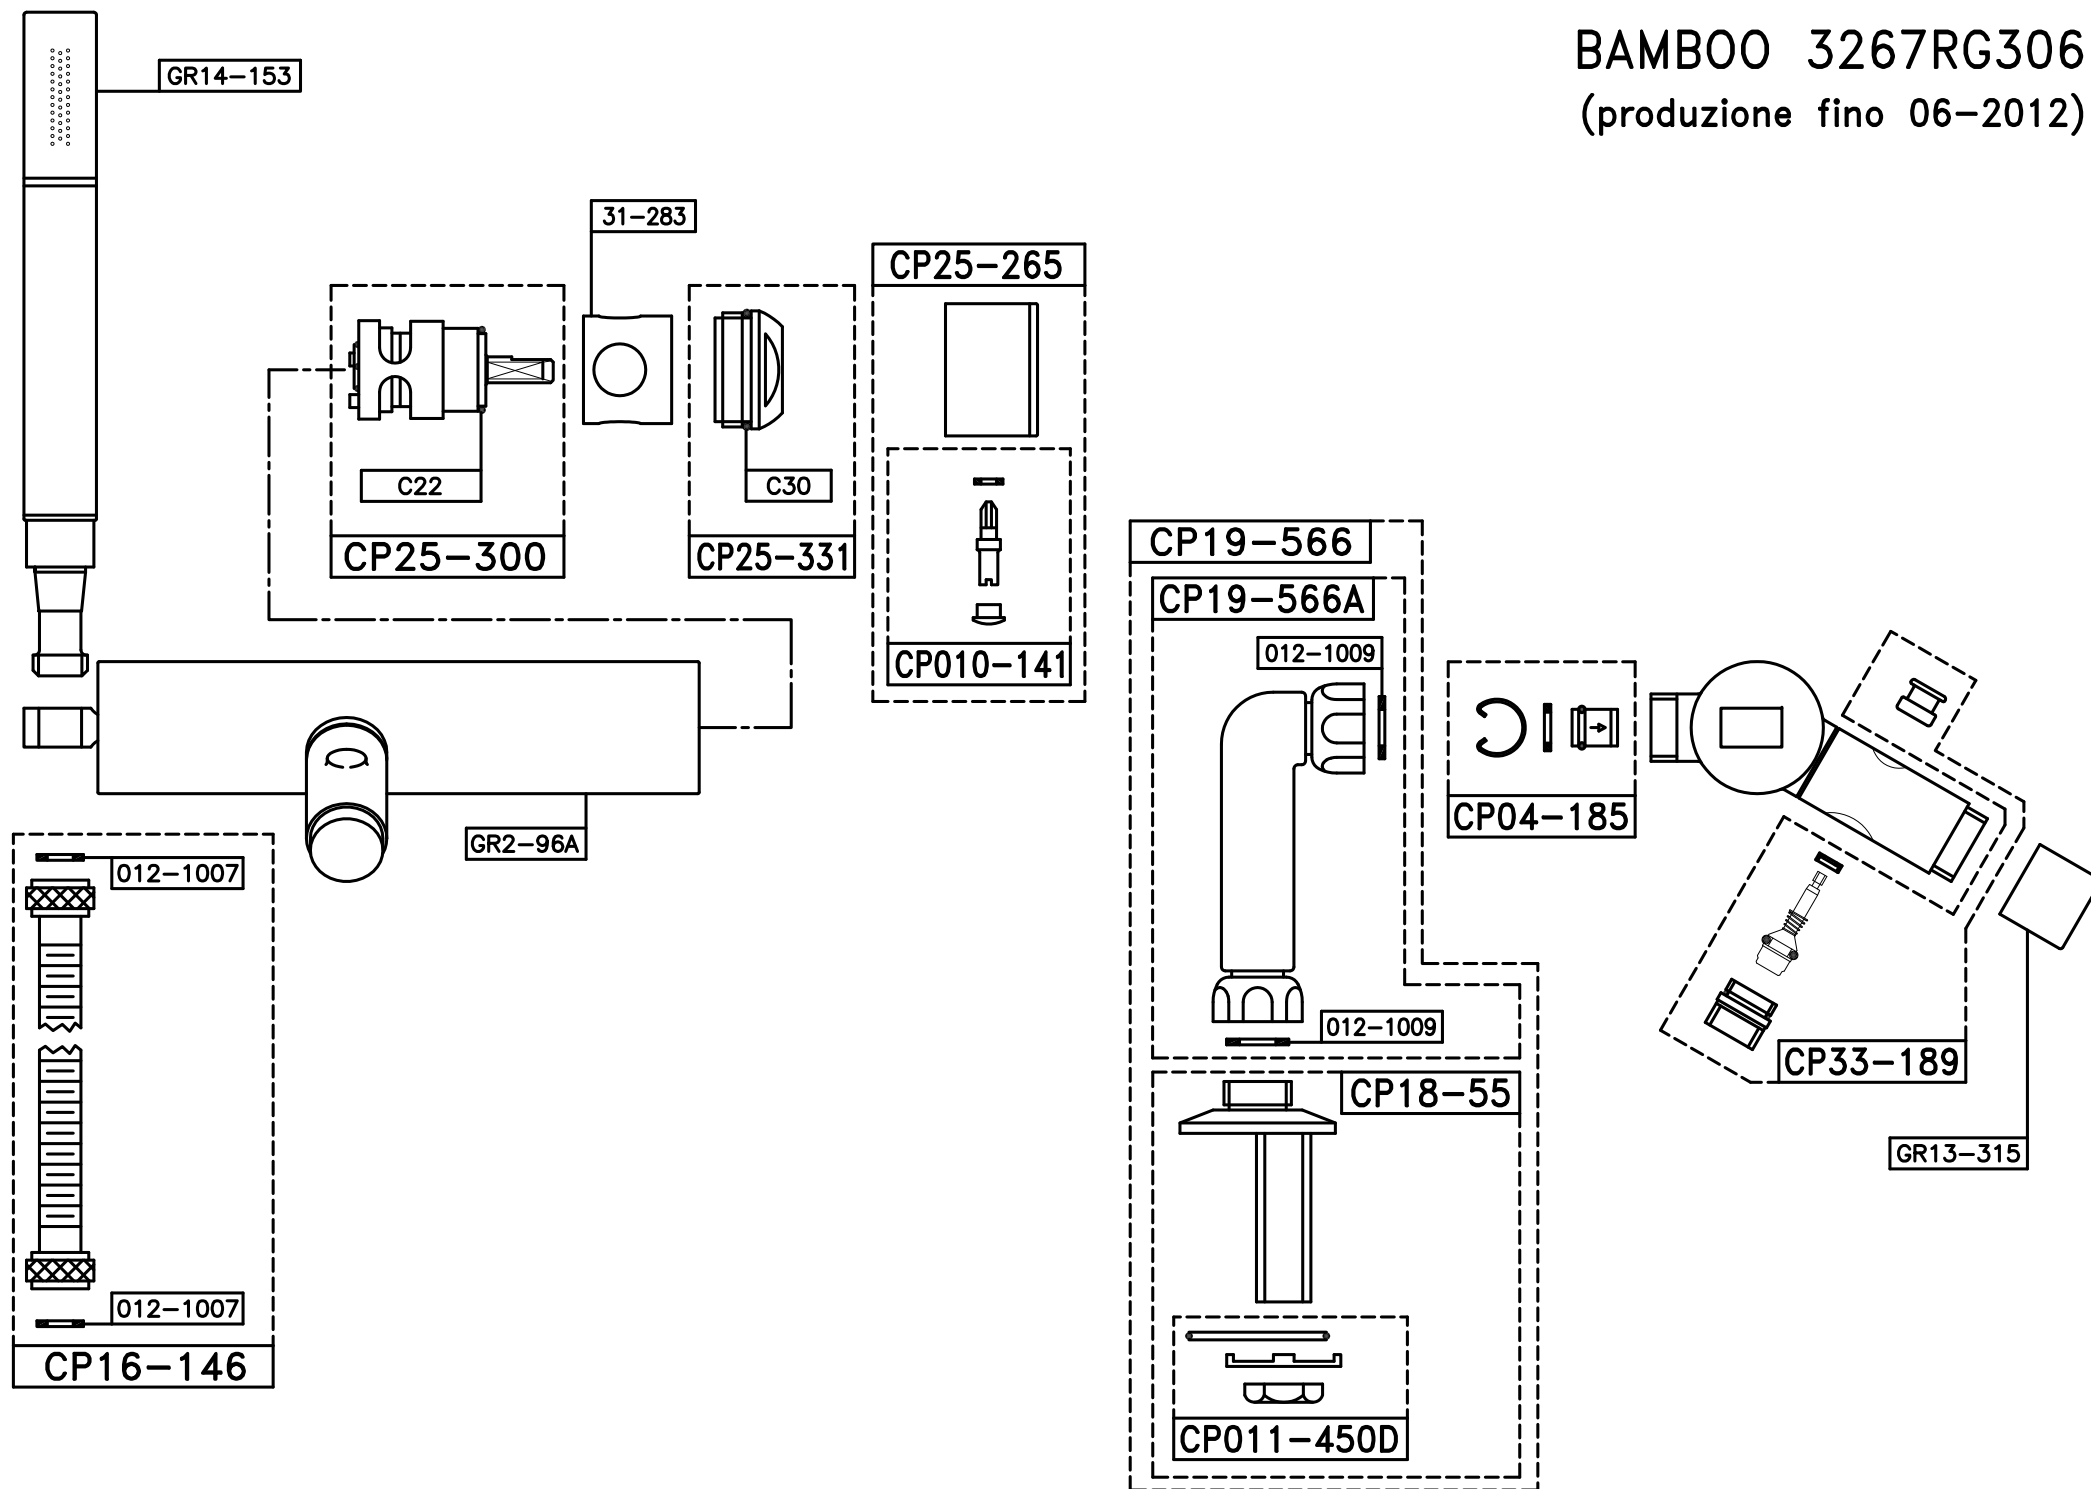 BAMBOO 3267RG306
(produzione fino 06-2012)
GR14-153
31-283
CP25-265
C22
C30
CP25-300
CP25-331
CP19-566
CP19-566A
012-1009
CP010-141
CP04-185
GR2-96A
012-1007
012-1009
CP33-189
CP18-55
GR13-315
012-1007
CP16-146
CP011-450D